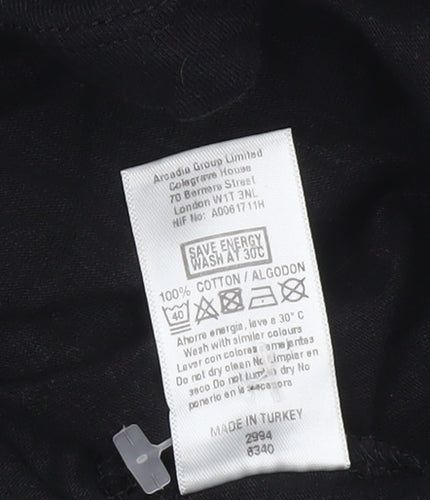 Arcadia Group Limited
Colegrave House
70 Berners Street
London W1T 3NL
NIF No: A0061711H
SAVE ENERGY
WASH AT 30C
100% COTTON / ALGODON
40
Ahorre energia, lave a 30° C
Wash with similar colours
Lavar con colores semejantes
Do not dry clean No limpiar en
seco Do not tumble dry No
ponerlo en la secadora
MADE IN TURKEY
2994
6340